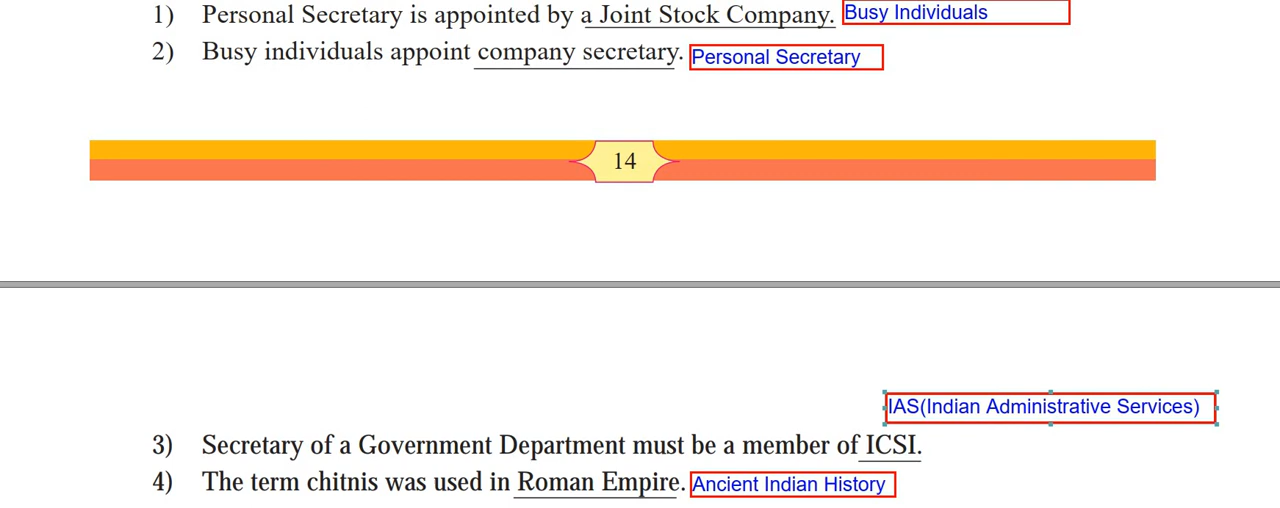 1) Personal Secretary is appointed by a Joint Stock Company. Busy Individuals
2) Busy individuals appoint company secretary. Personal Secretary
14
IAS(Indian Administrative Services)
3) Secretary of a Government Department must be a member of ICSI.
4) The term chitnis was used in Roman Empire. Ancient Indian History